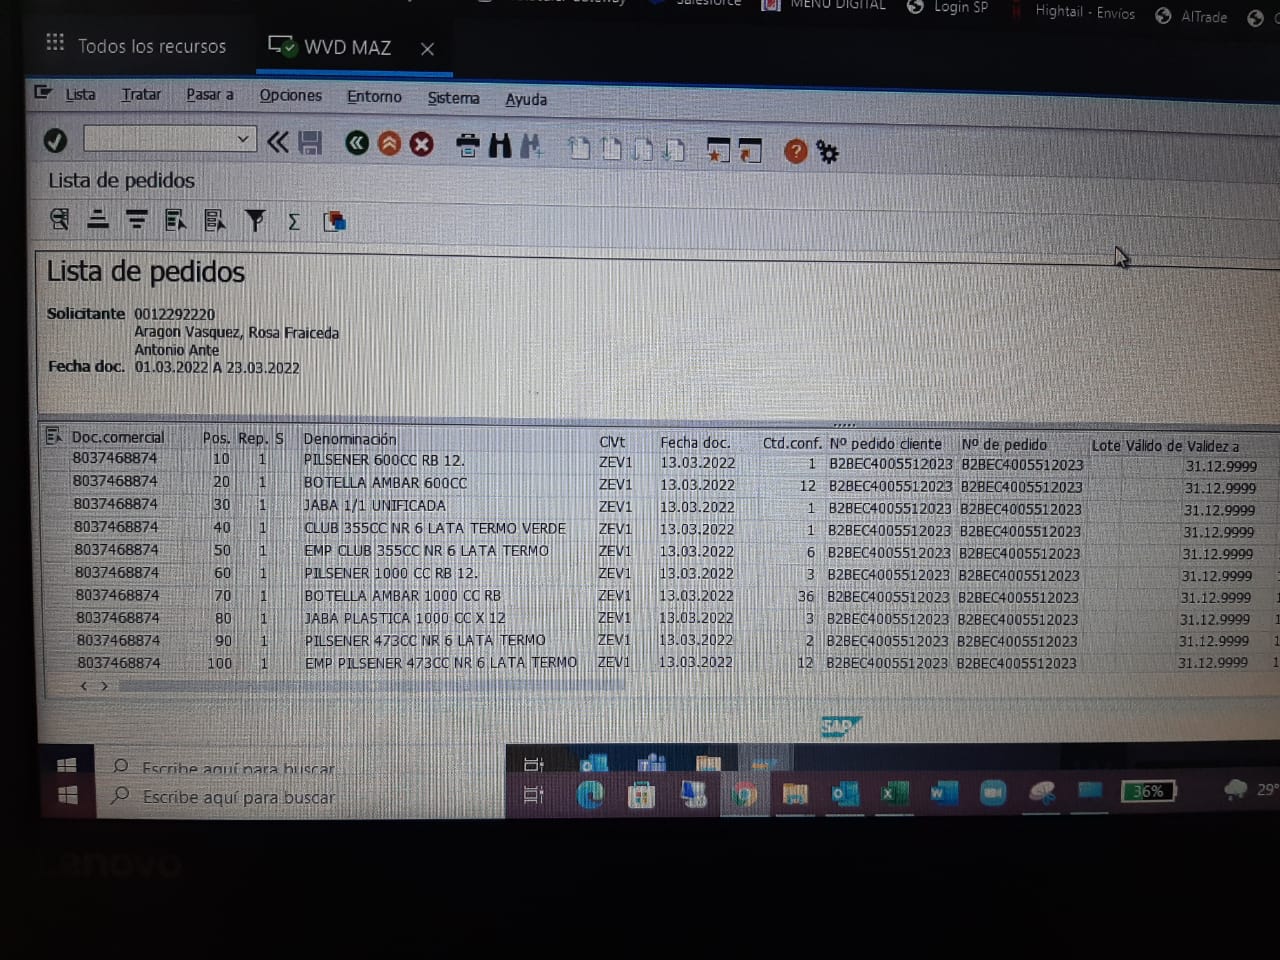 Salesforce MENU DIGITAL Login SP Hightail - Envíos AITrade
Todos los recursos WVD MAZ
Lista Tratar Pasar a Opciones Entorno Sistema Ayuda
Lista de pedidos
Lista de pedidos
Solicitante 0012292220
Aragon Vasquez, Rosa Fraiceda
Antonio Ante
Fecha doc. 01.03.2022 A 23.03.2022
Doc.comercial Pos. Rep. S Denominación ClVt Fecha doc. Ctd.conf. Nº pedido cliente Nº de pedido Lote Válido de Validez a
8037468874 10 1 PILSENER 600CC RB 12. ZEV1 13.03.2022 1 B2BEC4005512023 B2BEC4005512023 31.12.9999
8037468874 20 1 BOTELLA AMBAR 600CC ZEV1 13.03.2022 12 B2BEC4005512023 B2BEC4005512023 31.12.9999
8037468874 30 1 JABA 1/1 UNIFICADA ZEV1 13.03.2022 1 B2BEC4005512023 B2BEC4005512023 31.12.9999
8037468874 40 1 CLUB 355CC NR 6 LATA TERMO VERDE ZEV1 13.03.2022 1 B2BEC4005512023 B2BEC4005512023 31.12.9999
8037468874 50 1 EMP CLUB 355CC NR 6 LATA TERMO ZEV1 13.03.2022 6 B2BEC4005512023 B2BEC4005512023 31.12.9999
8037468874 60 1 PILSENER 1000 CC RB 12. ZEV1 13.03.2022 3 B2BEC4005512023 B2BEC4005512023 31.12.9999
8037468874 70 1 BOTELLA AMBAR 1000 CC RB ZEV1 13.03.2022 36 B2BEC4005512023 B2BEC4005512023 31.12.9999
8037468874 80 1 JABA PLASTICA 1000 CC X 12 ZEV1 13.03.2022 3 B2BEC4005512023 B2BEC4005512023 31.12.9999
8037468874 90 1 PILSENER 473CC NR 6 LATA TERMO ZEV1 13.03.2022 2 B2BEC4005512023 B2BEC4005512023 31.12.9999
8037468874 100 1 EMP PILSENER 473CC NR 6 LATA TERMO ZEV1 13.03.2022 12 B2BEC4005512023 B2BEC4005512023 31.12.9999
SAP
Escribe aquí para buscar
Escribe aquí para buscar 36% 29°
Lenovo